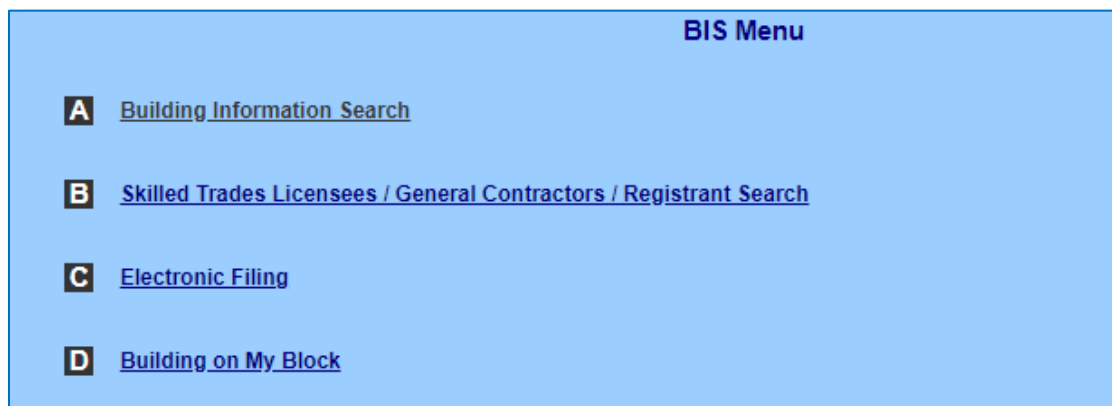 BIS Menu
A Building Information Search
B Skilled Trades Licensees / General Contractors / Registrant Search
C Electronic Filing
D Building on My Block